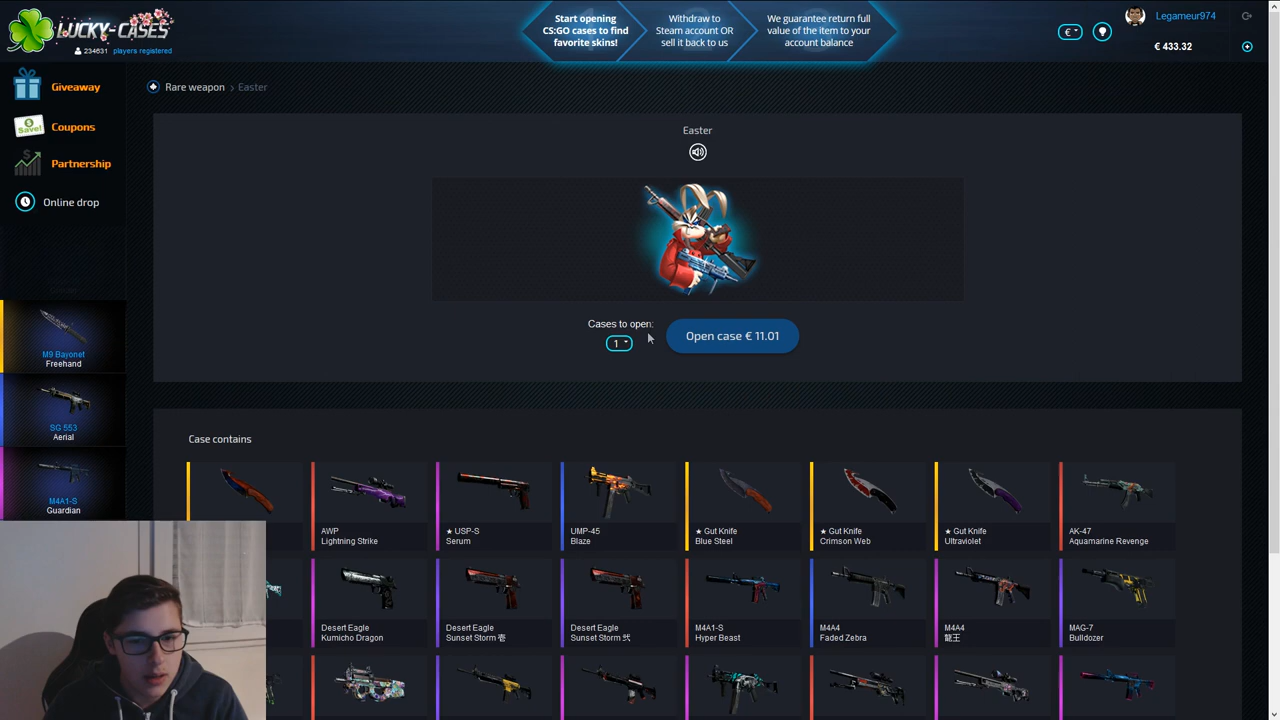 LUCKY-CASES
234631 players registered
Start opening
CS:GO cases to find
favorite skins!
Withdraw to
Steam account OR
sell it back to us
We guarantee return full
value of the item to your
account balance
€
Legameur974
€ 433.32
Giveaway
Save!
Coupons
Partnership
Online drop
M9 Bayonet
Freehand
SG 553
Aerial
M4A1-S
Guardian
Rare weapon > Easter
Easter
Cases to open:
1
Open case € 11.01
Case contains
AWP
Lightning Strike
★ USP-S
Serum
UMP-45
Blaze
★ Gut Knife
Blue Steel
★ Gut Knife
Crimson Web
★ Gut Knife
Ultraviolet
AK-47
Aquamarine Revenge
Desert Eagle
Kumicho Dragon
Desert Eagle
Sunset Storm 壱
Desert Eagle
Sunset Storm 弐
M4A1-S
Hyper Beast
M4A4
Faded Zebra
M4A4
龍王
MAG-7
Bulldozer